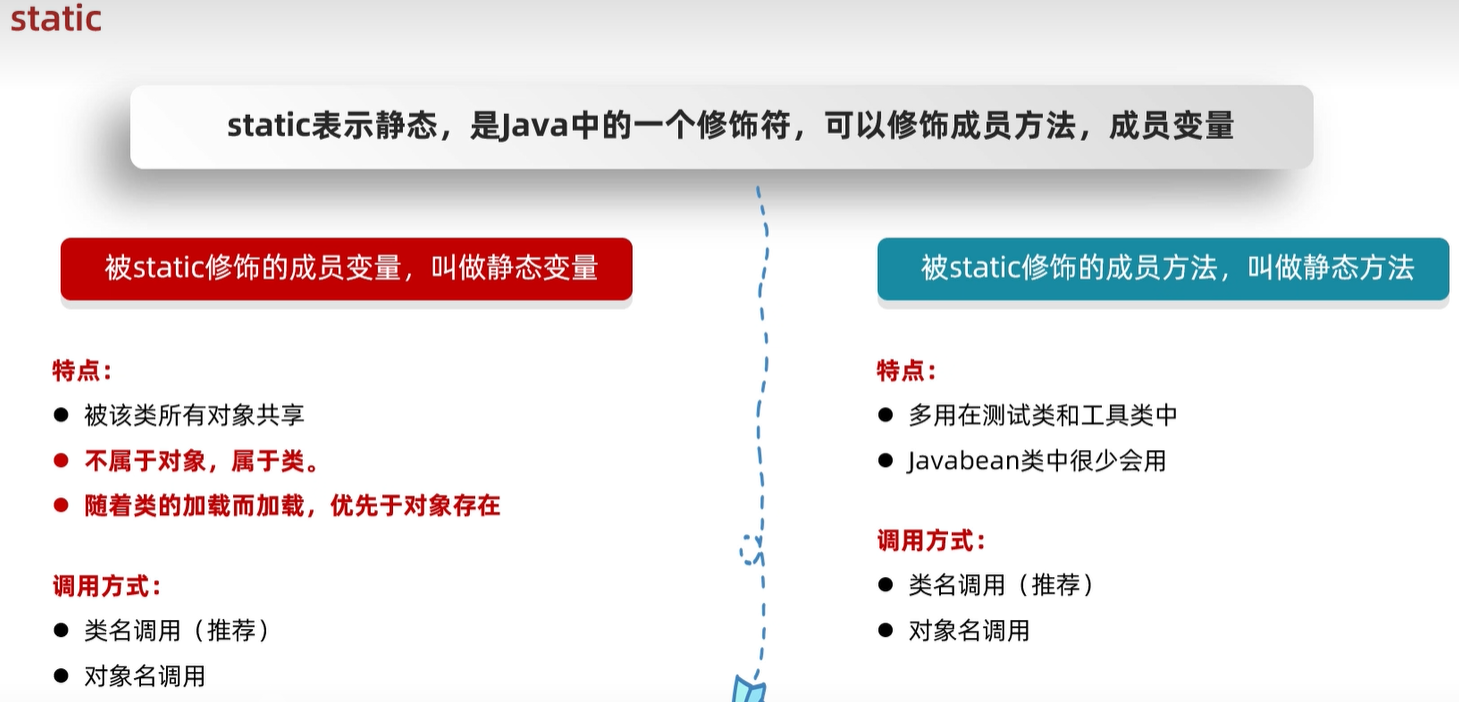 static
static表示静态，是Java中的一个修饰符，可以修饰成员方法，成员变量
被static修饰的成员变量，叫做静态变量
特点：
● 被该类所有对象共享
● 不属于对象，属于类。
● 随着类的加载而加载，优先于对象存在
调用方式：
● 类名调用（推荐）
● 对象名调用
被static修饰的成员方法，叫做静态方法
特点：
● 多用在测试类和工具类中
● Javabean类中很少会用
调用方式：
● 类名调用（推荐）
● 对象名调用